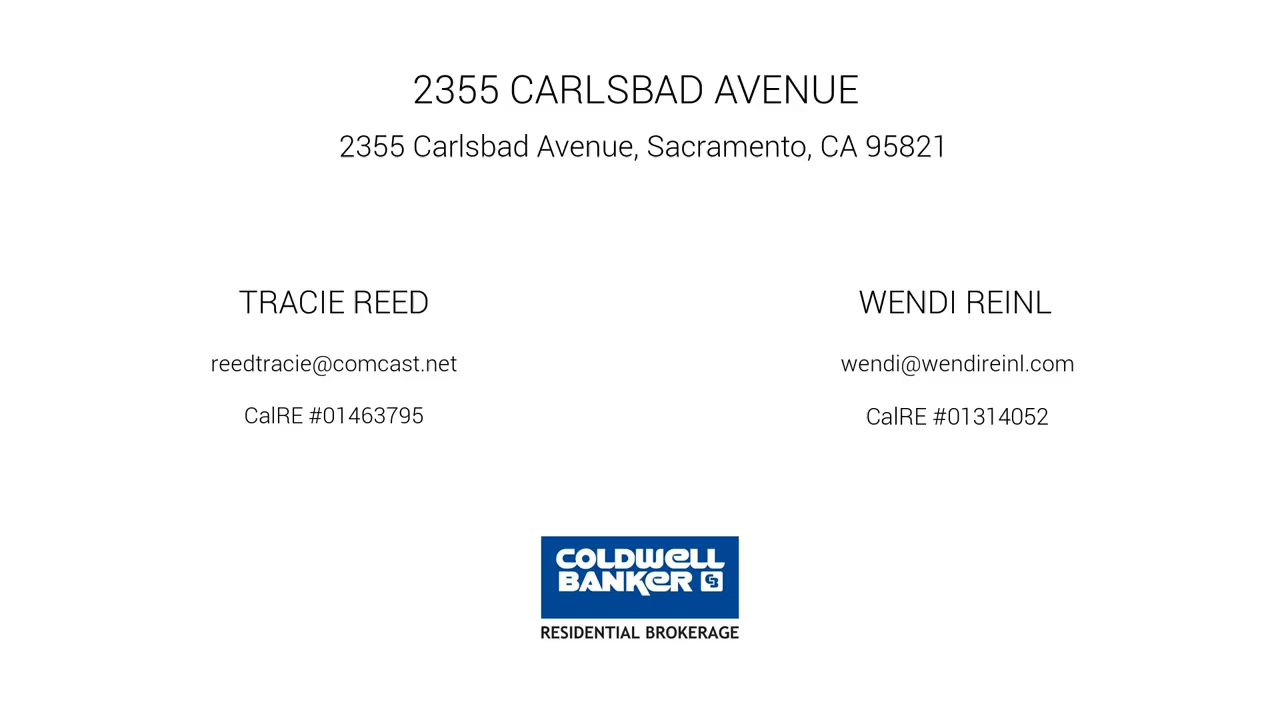 2355 CARLSBAD AVENUE
2355 Carlsbad Avenue, Sacramento, CA 95821
TRACIE REED
reedtracie@comcast.net
CalRE #01463795
WENDI REINL
wendi@wendireinl.com
CalRE #01314052
COLDWELL
BANKER CB
RESIDENTIAL BROKERAGE